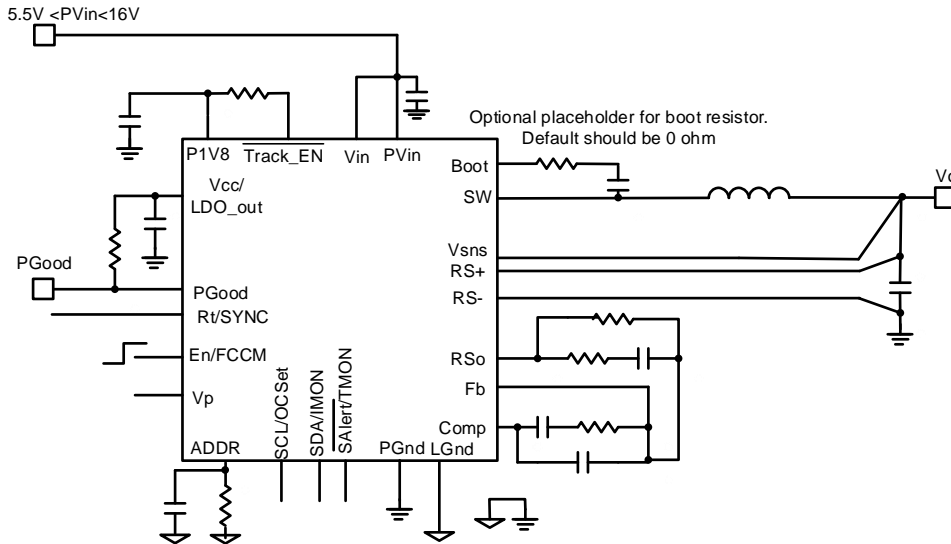 5.5V <PVin<16V
Optional placeholder for boot resistor.
Default should be 0 ohm
P1V8
Track_EN
Vin
PVin
Boot
Vcc/
LDO_out
SW
Vsns
RS+
RS-
PGood
PGood
Rt/SYNC
En/FCCM
Vp
ADDR
RSo
Fb
Comp
SCL/OCSet
SDA/IMON
SAlert/TMON
PGnd
LGnd